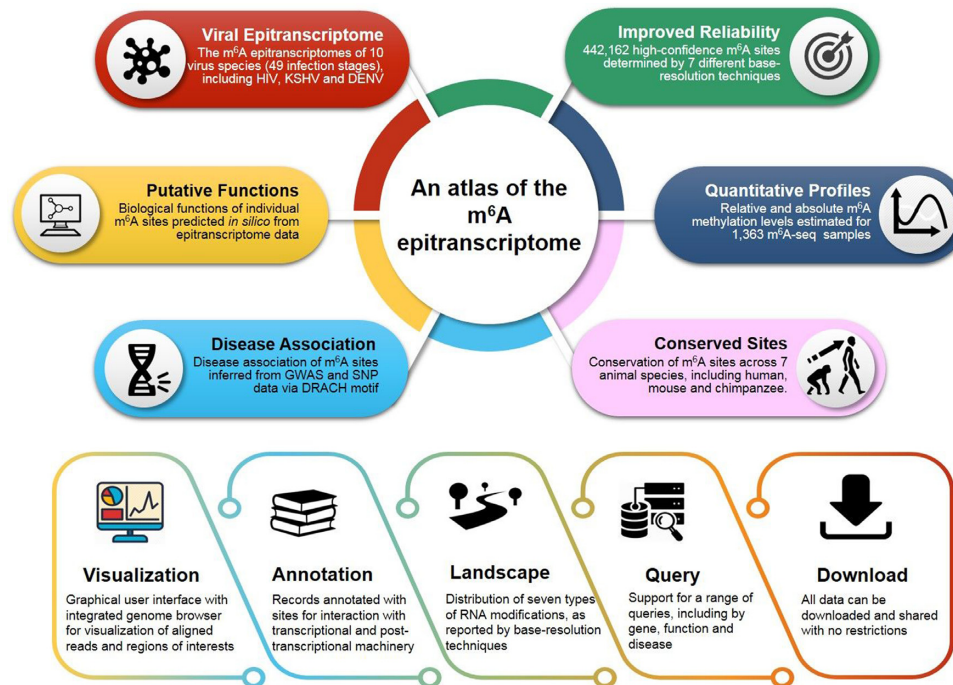 Viral Epitranscriptome
The m⁶A epitranscriptomes of 10
virus species (49 infection stages),
including HIV, KSHV and DENV
Improved Reliability
442,162 high-confidence m⁶A sites
determined by 7 different base-
resolution techniques
Putative Functions
Biological functions of individual
m⁶A sites predicted in silico from
epitranscriptome data
An atlas of the
m⁶A
epitranscriptome
Quantitative Profiles
Relative and absolute m⁶A
methylation levels estimated for
1,363 m⁶A-seq samples
Disease Association
Disease association of m⁶A sites
inferred from GWAS and SNP
data via DRACH motif
Conserved Sites
Conservation of m⁶A sites across 7
animal species, including human,
mouse and chimpanzee.
Visualization
Graphical user interface with
integrated genome browser
for visualization of aligned
reads and regions of interests
Annotation
Records annotated with
sites for interaction with
transcriptional and post-
transcriptional machinery
Landscape
Distribution of seven types
of RNA modifications, as
reported by base-resolution
techniques
Query
Support for a range of
queries, including by
gene, function and
disease
Download
All data can be
downloaded and shared
with no restrictions